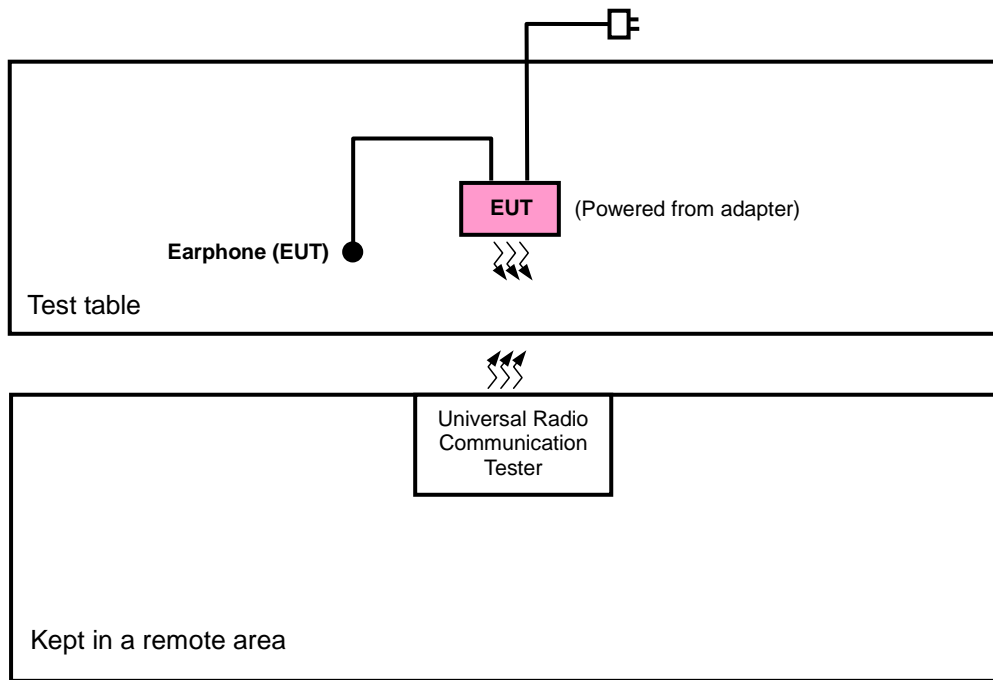 EUT
(Powered from adapter)
Earphone (EUT)
Test table
Universal Radio
Communication
Tester
Kept in a remote area